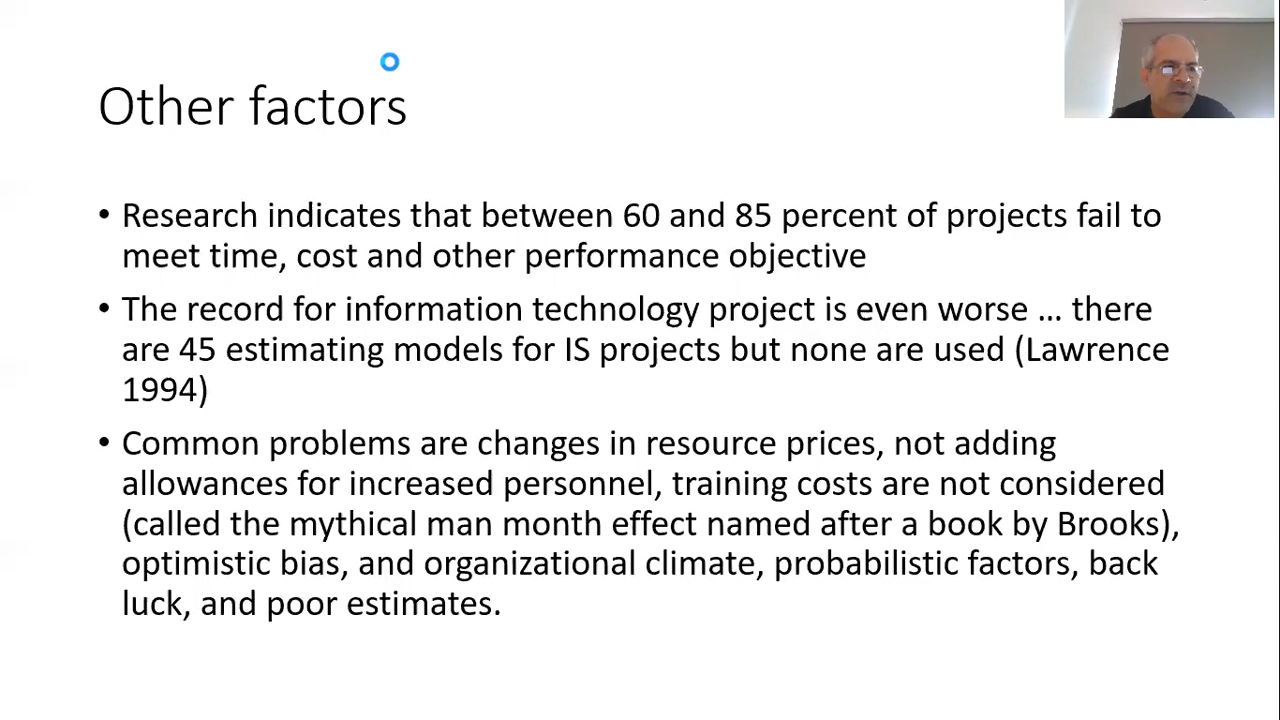 Other factors
• Research indicates that between 60 and 85 percent of projects fail to
meet time, cost and other performance objective
• The record for information technology project is even worse … there
are 45 estimating models for IS projects but none are used (Lawrence
1994)
• Common problems are changes in resource prices, not adding
allowances for increased personnel, training costs are not considered
(called the mythical man month effect named after a book by Brooks),
optimistic bias, and organizational climate, probabilistic factors, back
luck, and poor estimates.